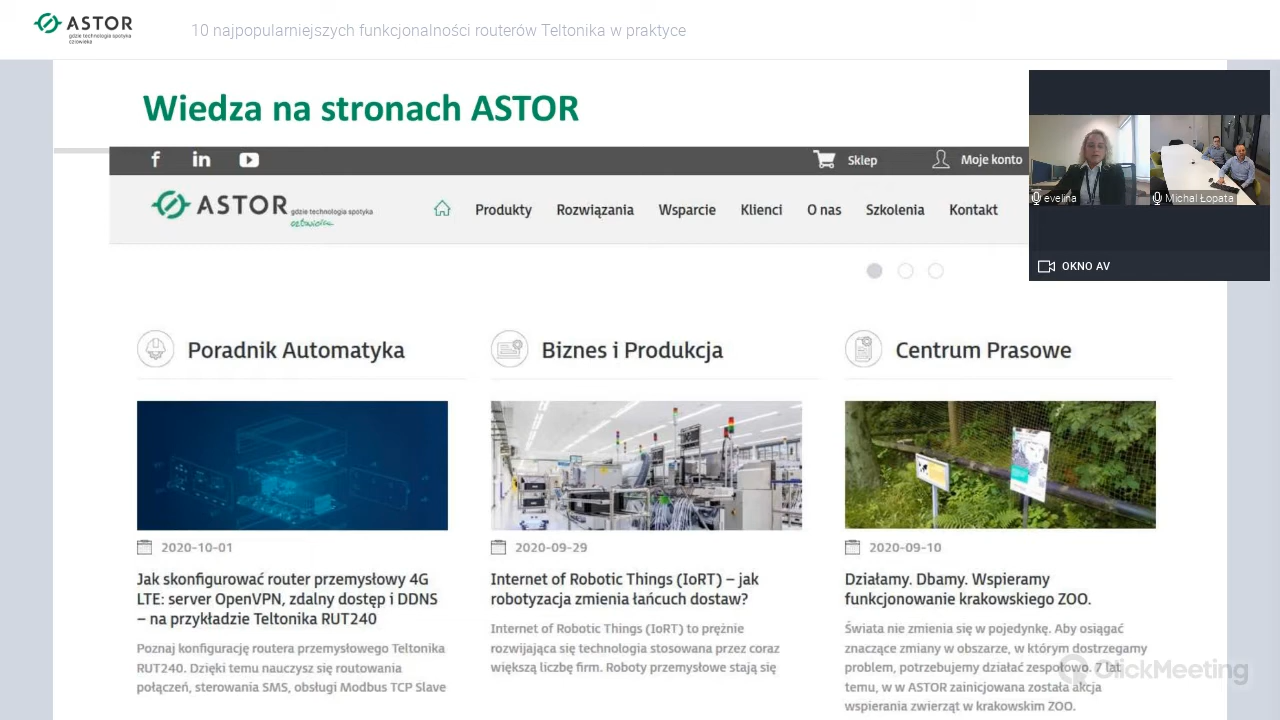 ASTOR
gdzie technologia spotyka
człowieka
10 najpopularniejszych funkcjonalności routerów Teltonika w praktyce
Wiedza na stronach ASTOR
Sklep
Moje konto
ASTOR gdzie technologia spotyka
człowieka
Produkty
Rozwiązania
Wsparcie
Klienci
O nas
Szkolenia
Kontakt
evelina
Michal Łopata
OKNO AV
Poradnik Automatyka
2020-10-01
Jak skonfigurować router przemysłowy 4G
LTE: server OpenVPN, zdalny dostęp i DDNS
– na przykładzie Teltonika RUT240
Poznaj konfigurację routera przemysłowego Teltonika
RUT240. Dzięki temu nauczysz się routowania
połączeń, sterowania SMS, obsługi Modbus TCP Slave
Biznes i Produkcja
2020-09-29
Internet of Robotic Things (IoRT) – jak
robotyzacja zmienia łańcuch dostaw?
Internet of Robotic Things (IoRT) to prężnie
rozwijająca się technologia stosowana przez coraz
większą liczbę firm. Roboty przemysłowe stają się
Centrum Prasowe
2020-09-10
Działamy. Dbamy. Wspieramy
funkcjonowanie krakowskiego ZOO.
Świata nie zmienia się w pojedynkę. Aby osiągać
znaczące zmiany w obszarze, w którym dostrzegamy
problem, potrzebujemy działać zespołowo. 7 lat
temu, w w ASTOR zainicjowana została akcja
wspierania zwierząt w krakowskim ZOO.
ClickMeeting